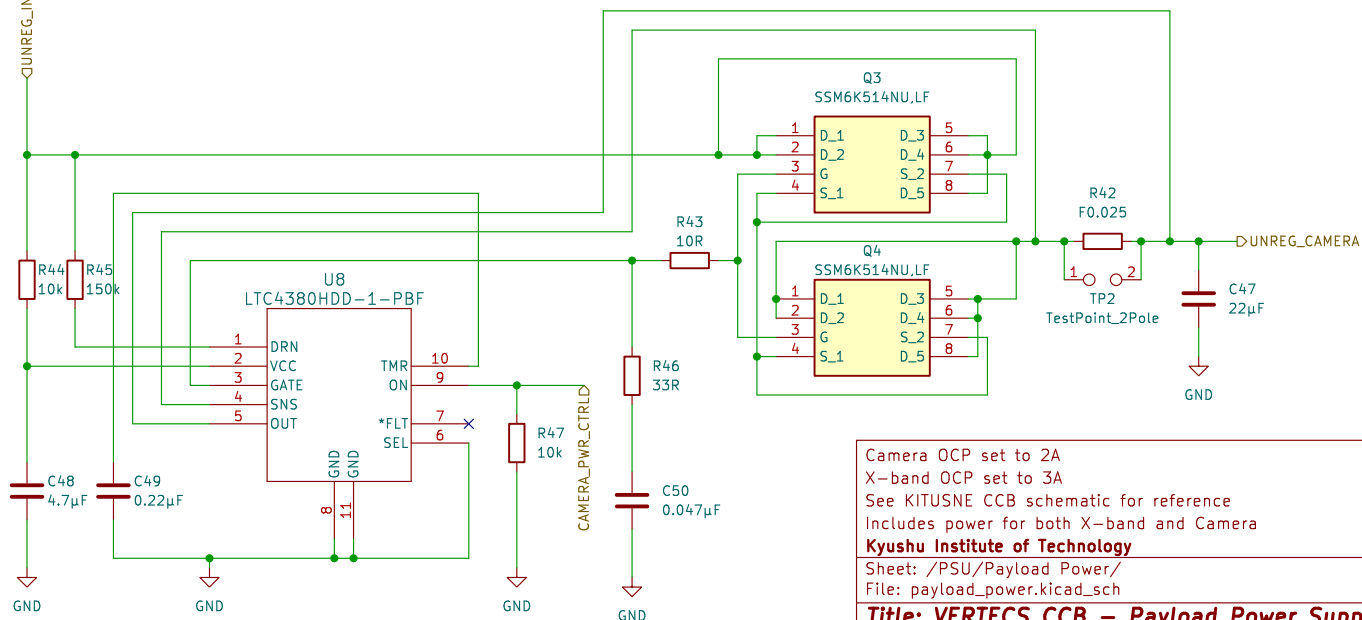 UNREG_IN
Q3
SSM6K514NU,LF
1 D_1 D_3 5
2 D_2 D_4 6
3 G S_2 7
4 S_1 D_5 8
R42
F0.025
R43
10R
UNREG_CAMERA
Q4
SSM6K514NU,LF
1 D_1 D_3 5
2 D_2 D_4 6
3 G S_2 7
4 S_1 D_5 8
1 2
TP2
TestPoint_2Pole
C47
22µF
GND
R44
10k
R45
150k
U8
LTC4380HDD-1-PBF
1 DRN
2 VCC TMR 10
3 GATE ON 9
4 SNS
5 OUT *FLT 7
SEL 6
GND GND
8 11
R46
33R
R47
10k
CAMERA_PWR_CTRL
C48
4.7µF
C49
0.22µF
C50
0.047µF
GND
GND
GND
GND
Camera OCP set to 2A
X-band OCP set to 3A
See KITUSNE CCB schematic for reference
Includes power for both X-band and Camera
Kyushu Institute of Technology
Sheet: /PSU/Payload Power/
File: payload_power.kicad_sch
Title: VERTECS CCB - Payload Power Supp